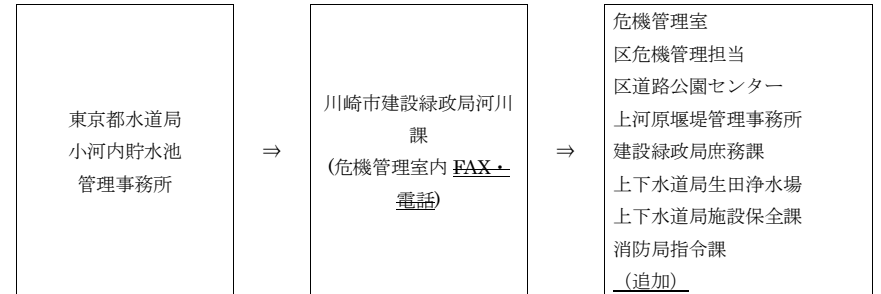 東京都水道局
小河内貯水池
管理事務所
⇒
川崎市建設緑政局河川
課
(危機管理室内 FAX・
電話)
⇒
危機管理室
区危機管理担当
区道路公園センター
上河原堰堤管理事務所
建設緑政局庶務課
上下水道局生田浄水場
上下水道局施設保全課
消防局指令課
（追加）